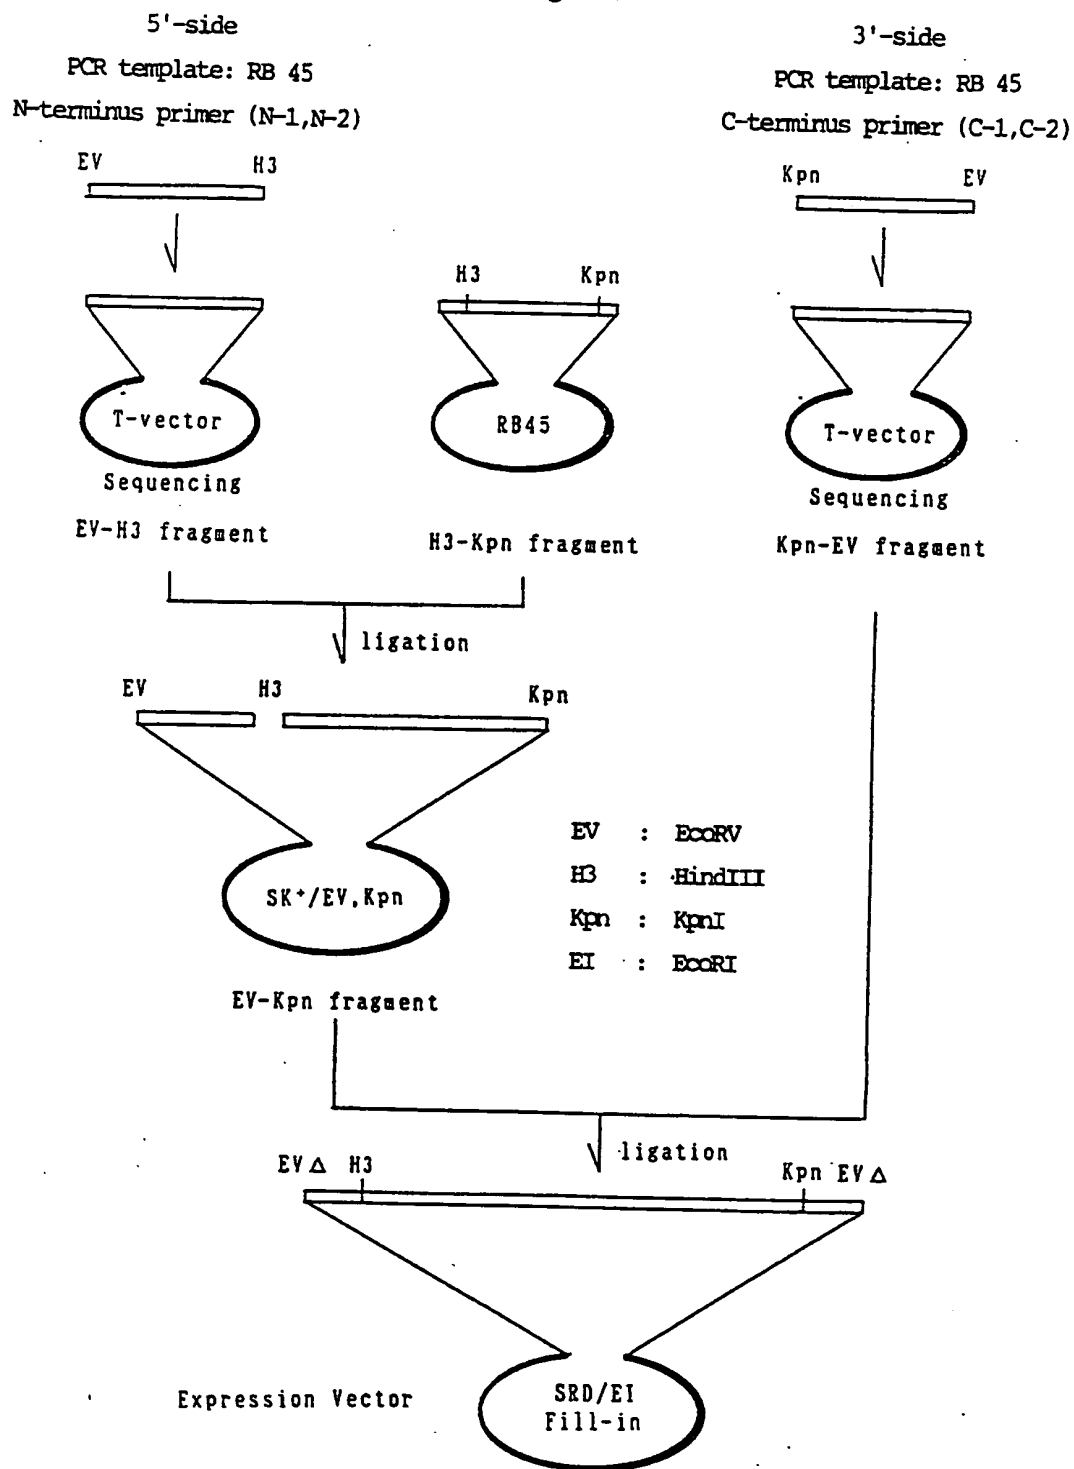 5'-side
PCR template: RB 45
N-terminus primer (N-1,N-2)
3'-side
PCR template: RB 45
C-terminus primer (C-1,C-2)
EV H3
Kpn EV
H3 Kpn
T-vector
RB45
T-vector
Sequencing
Sequencing
EV-H3 fragment
H3-Kpn fragment
Kpn-EV fragment
ligation
EV H3 Kpn
SK+/EV,Kpn
EV : EcoRV
H3 : HindIII
Kpn : KpnI
EI : EcoRI
EV-Kpn fragment
ligation
EV Δ H3 Kpn EV Δ
Expression Vector
SRD/EI
Fill-in